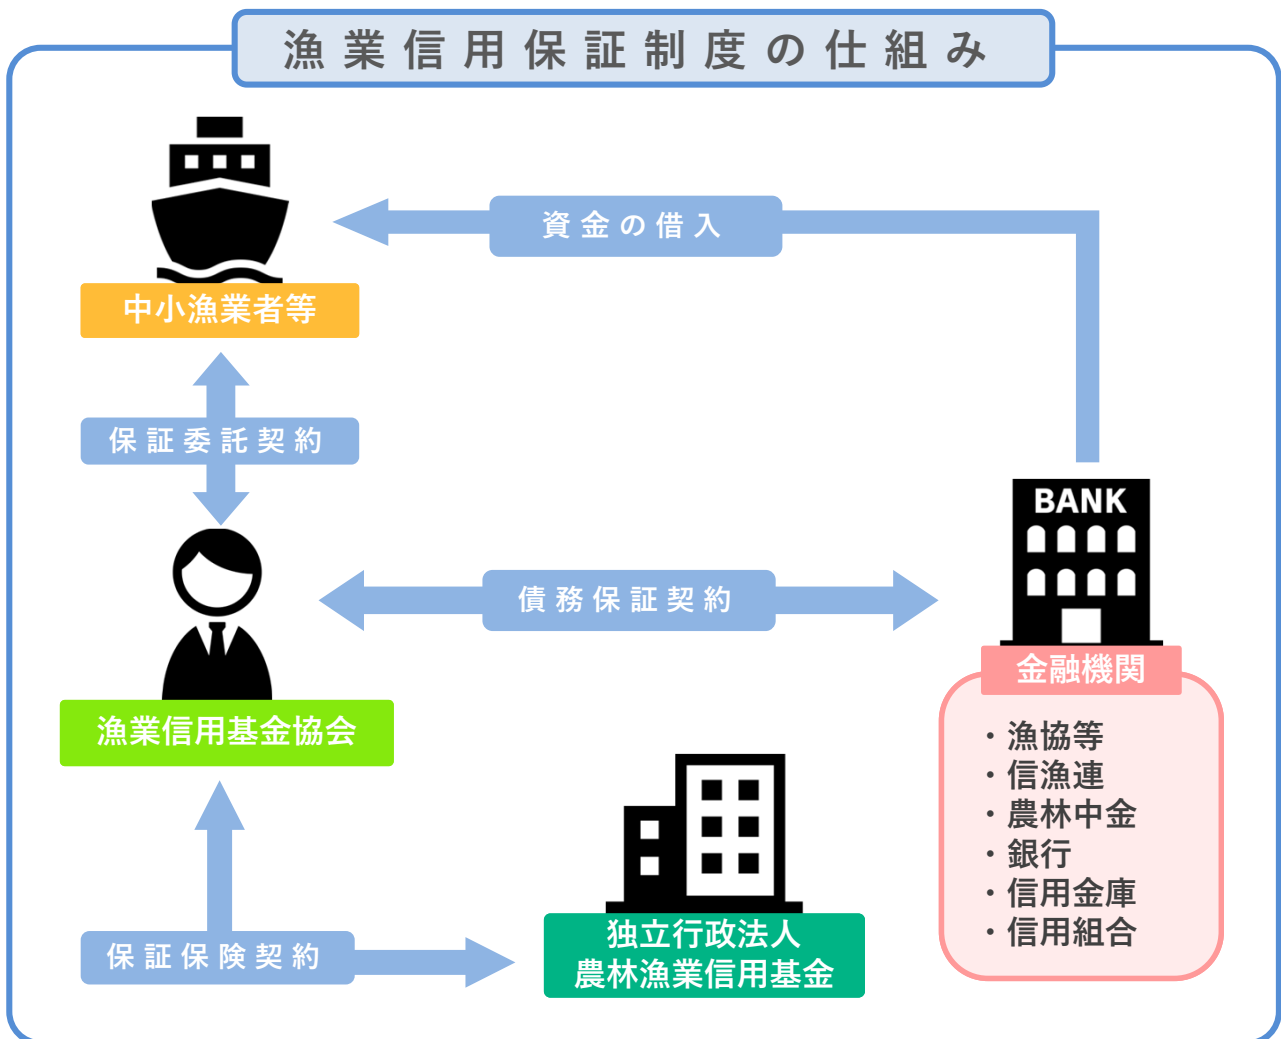 漁業信用保証制度の仕組み
資金の借入
中小漁業者等
保証委託契約
BANK
債務保証契約
金融機関
漁業信用基金協会
・漁協等
・信漁連
・農林中金
・銀行
・信用金庫
・信用組合
独立行政法人
農林漁業信用基金
保証保険契約